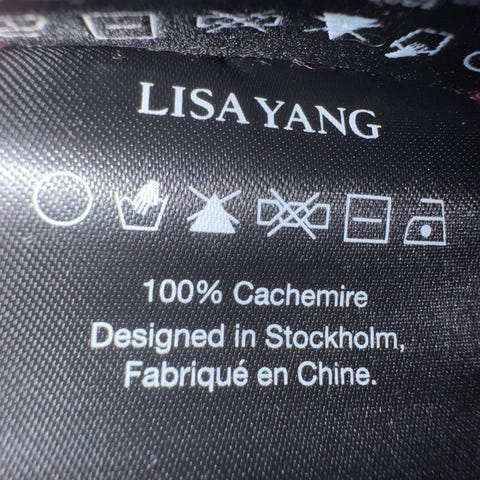 LISA YANG
100% Cachemire
Designed in Stockholm,
Fabriqué en Chine.